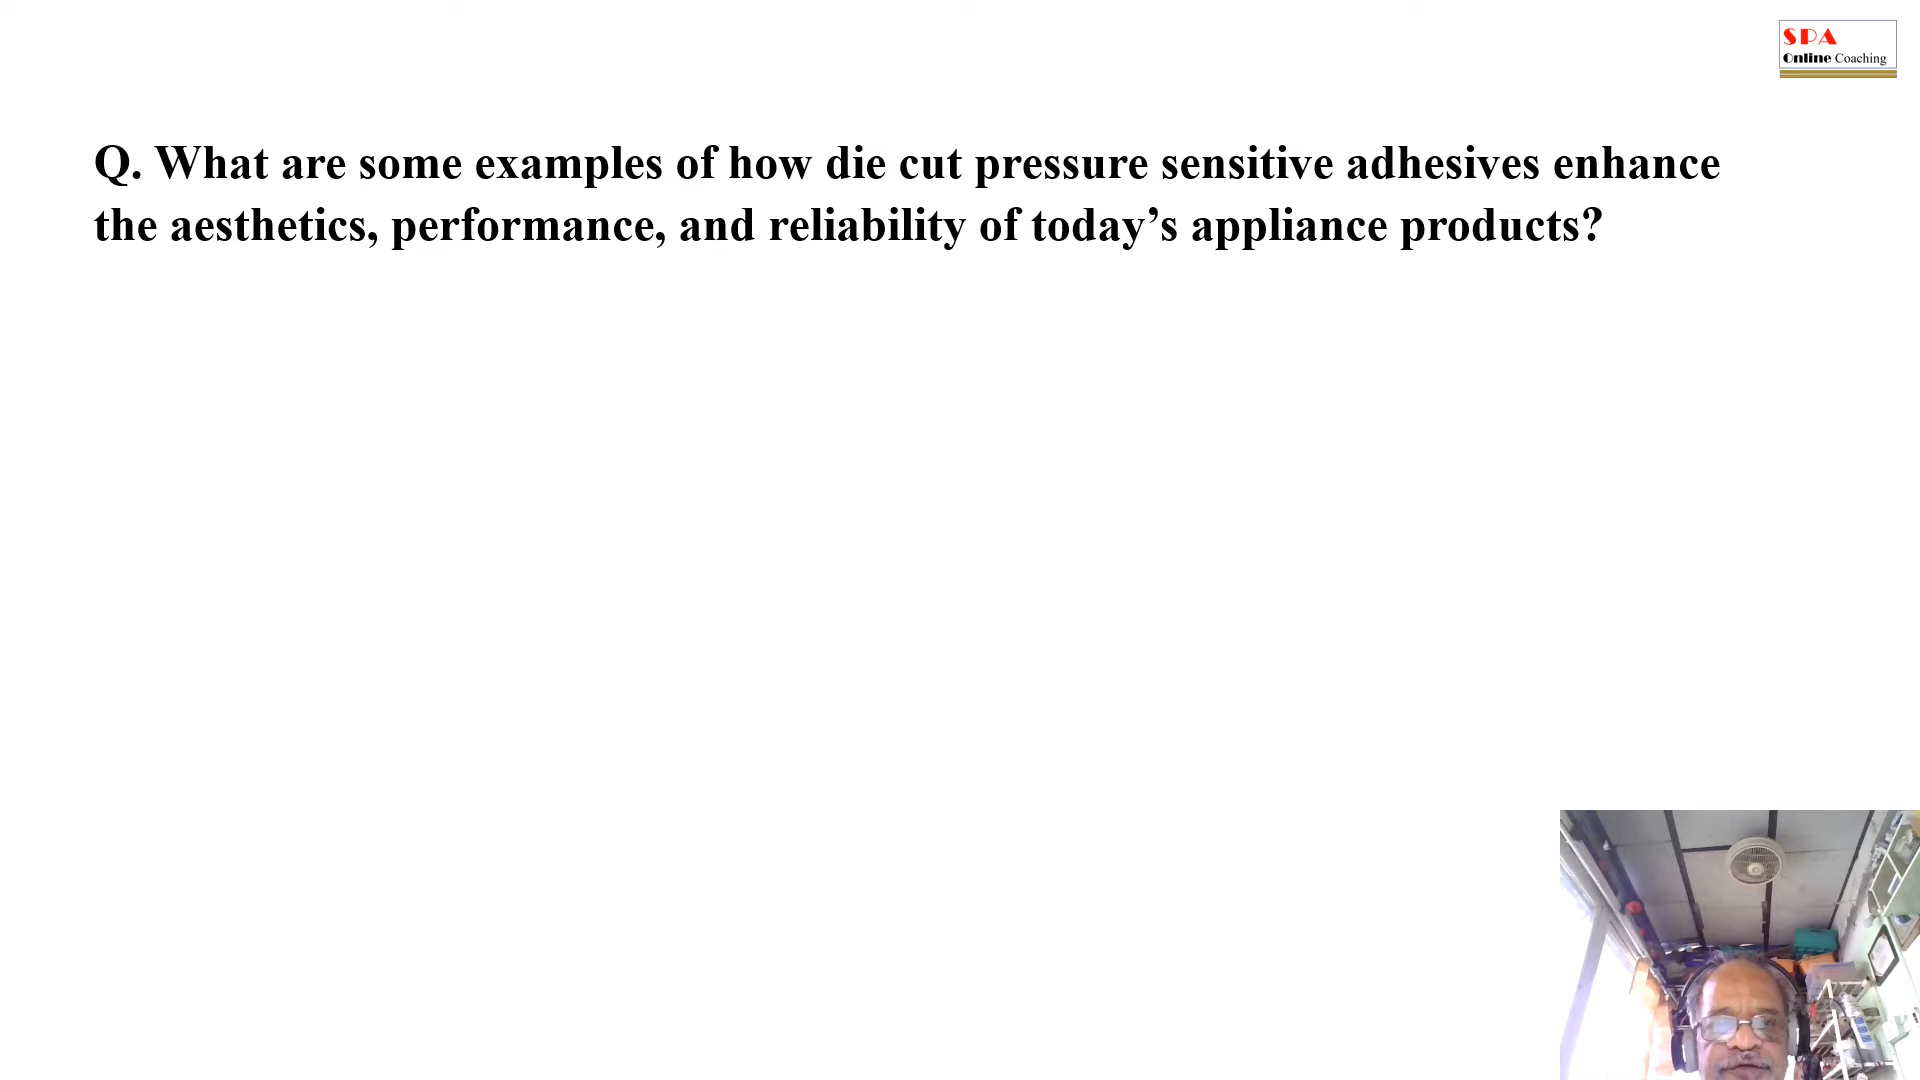 SPA
Online Coaching
Q. What are some examples of how die cut pressure sensitive adhesives enhance
the aesthetics, performance, and reliability of today’s appliance products?